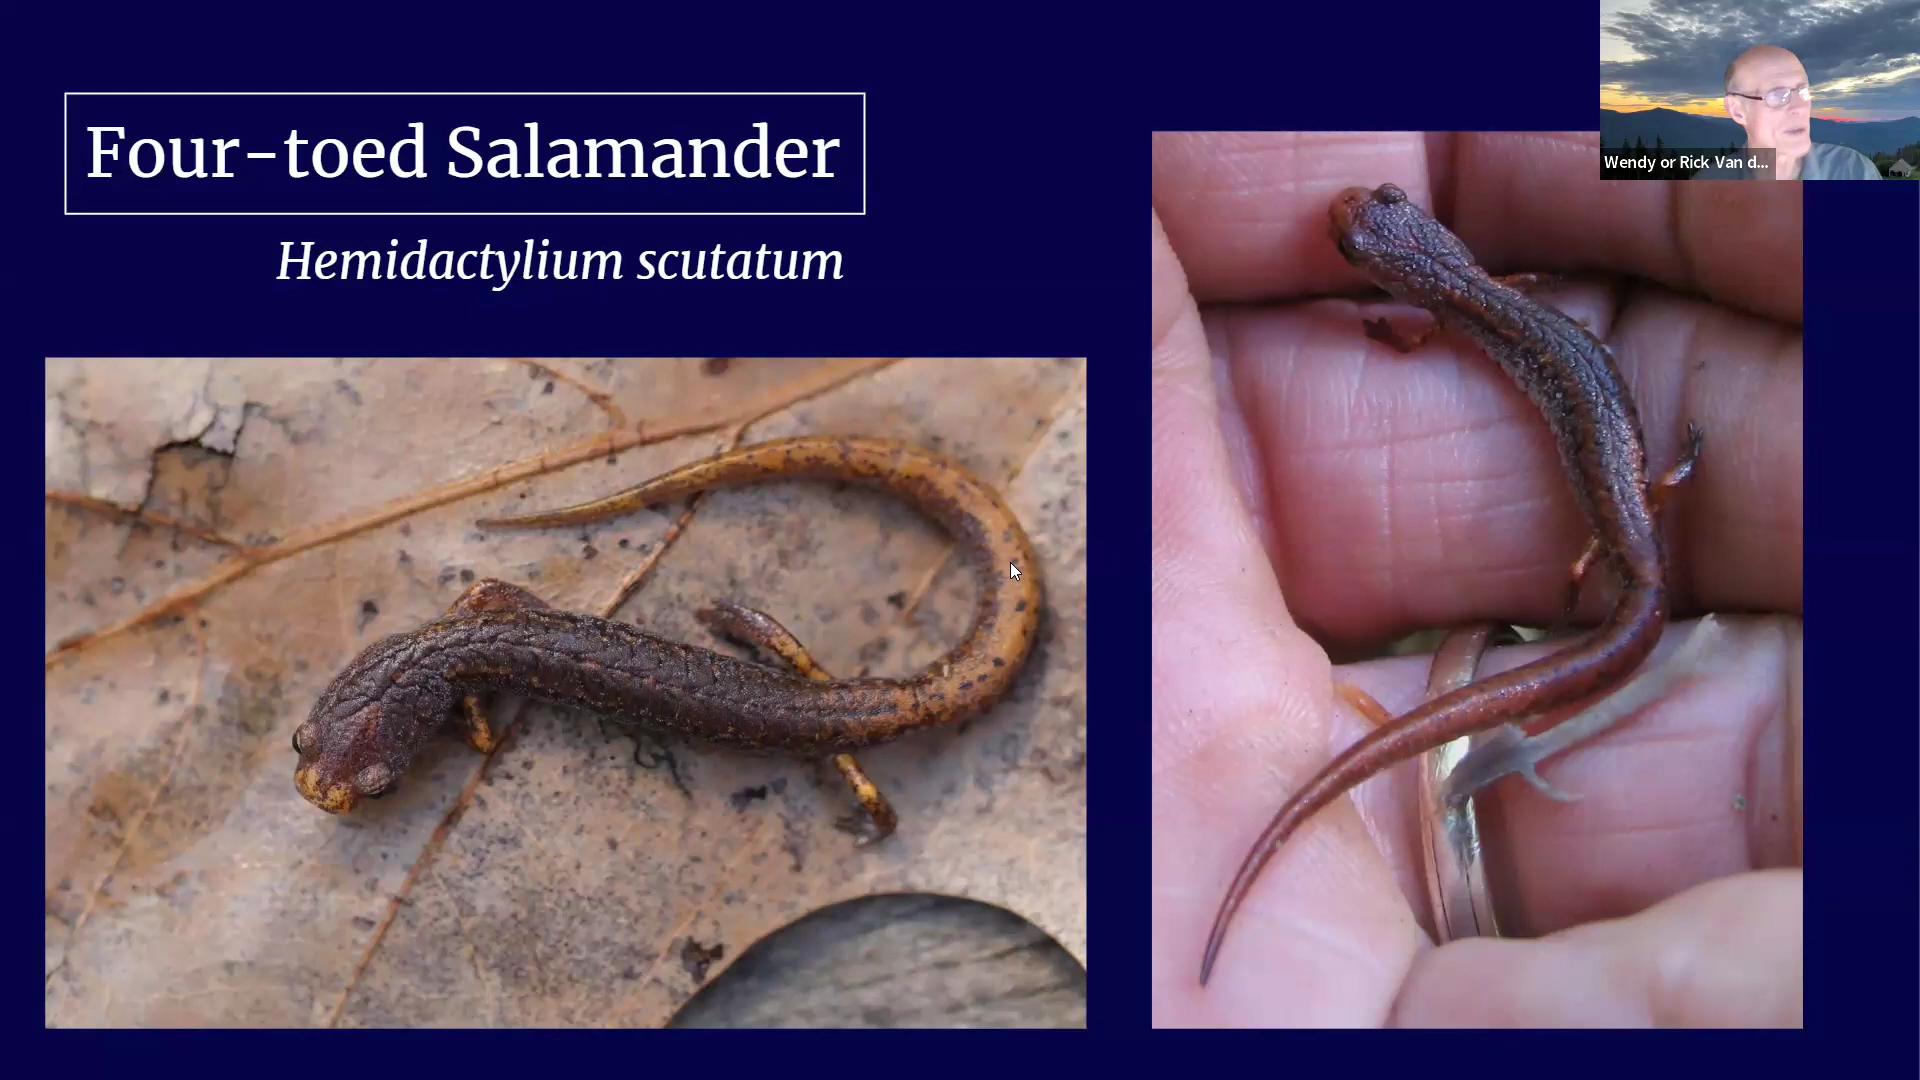 Four-toed Salamander
Hemidactylium scutatum
Wendy or Rick Van d...